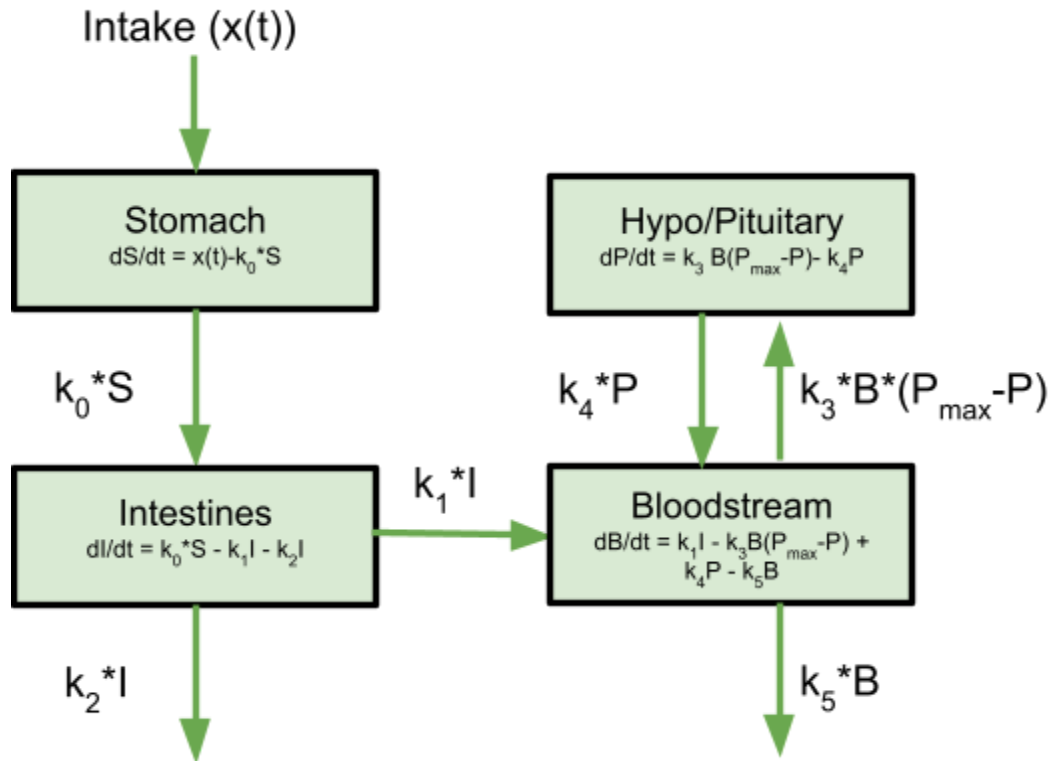 Intake (x(t))
Stomach
dS/dt = x(t)-k₀*S
Hypo/Pituitary
dP/dt = k₃ B(Pₘₐₓ-P)- k₄P
k₀*S
k₄*P
k₃*B*(Pₘₐₓ-P)
Intestines
dI/dt = k₀*S - k₁I - k₂I
k₁*I
Bloodstream
dB/dt = k₁I - k₃B(Pₘₐₓ-P) +
k₄P - k₅B
k₂*I
k₅*B